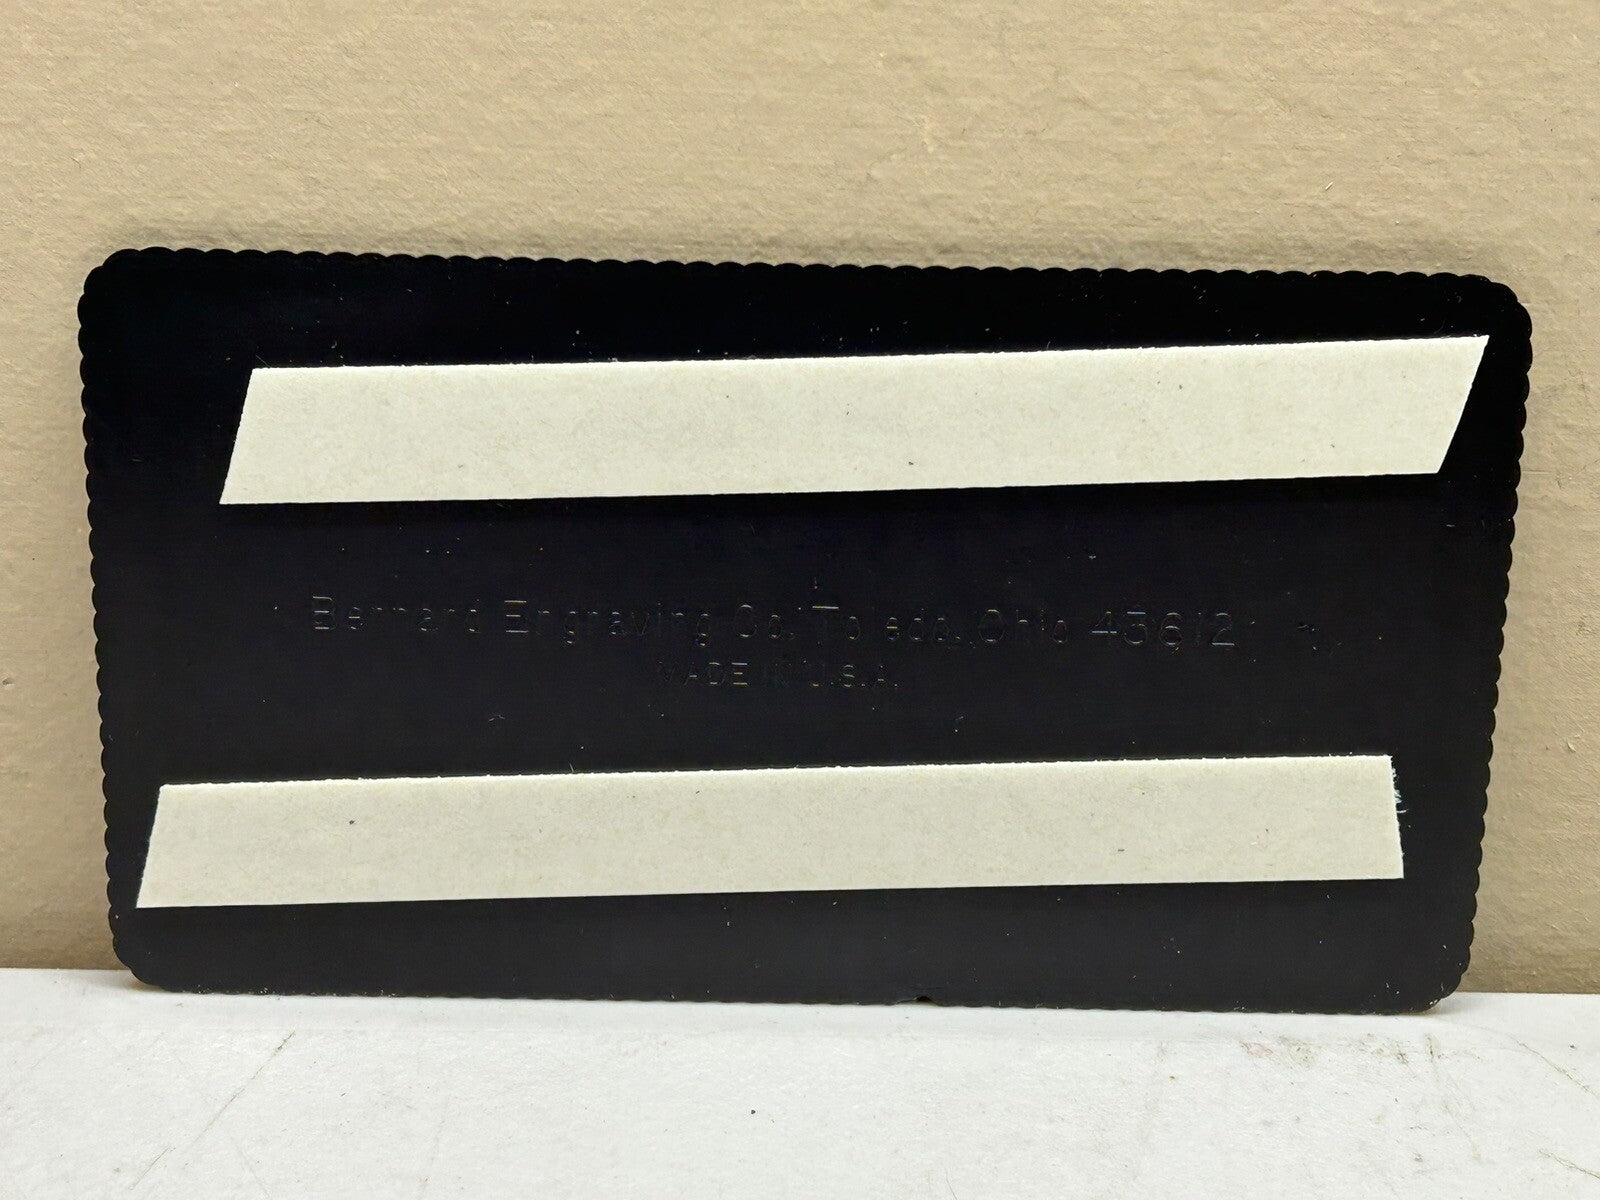 Bernard Engraving Co. Toledo, Ohio 43612
MADE IN U.S.A.